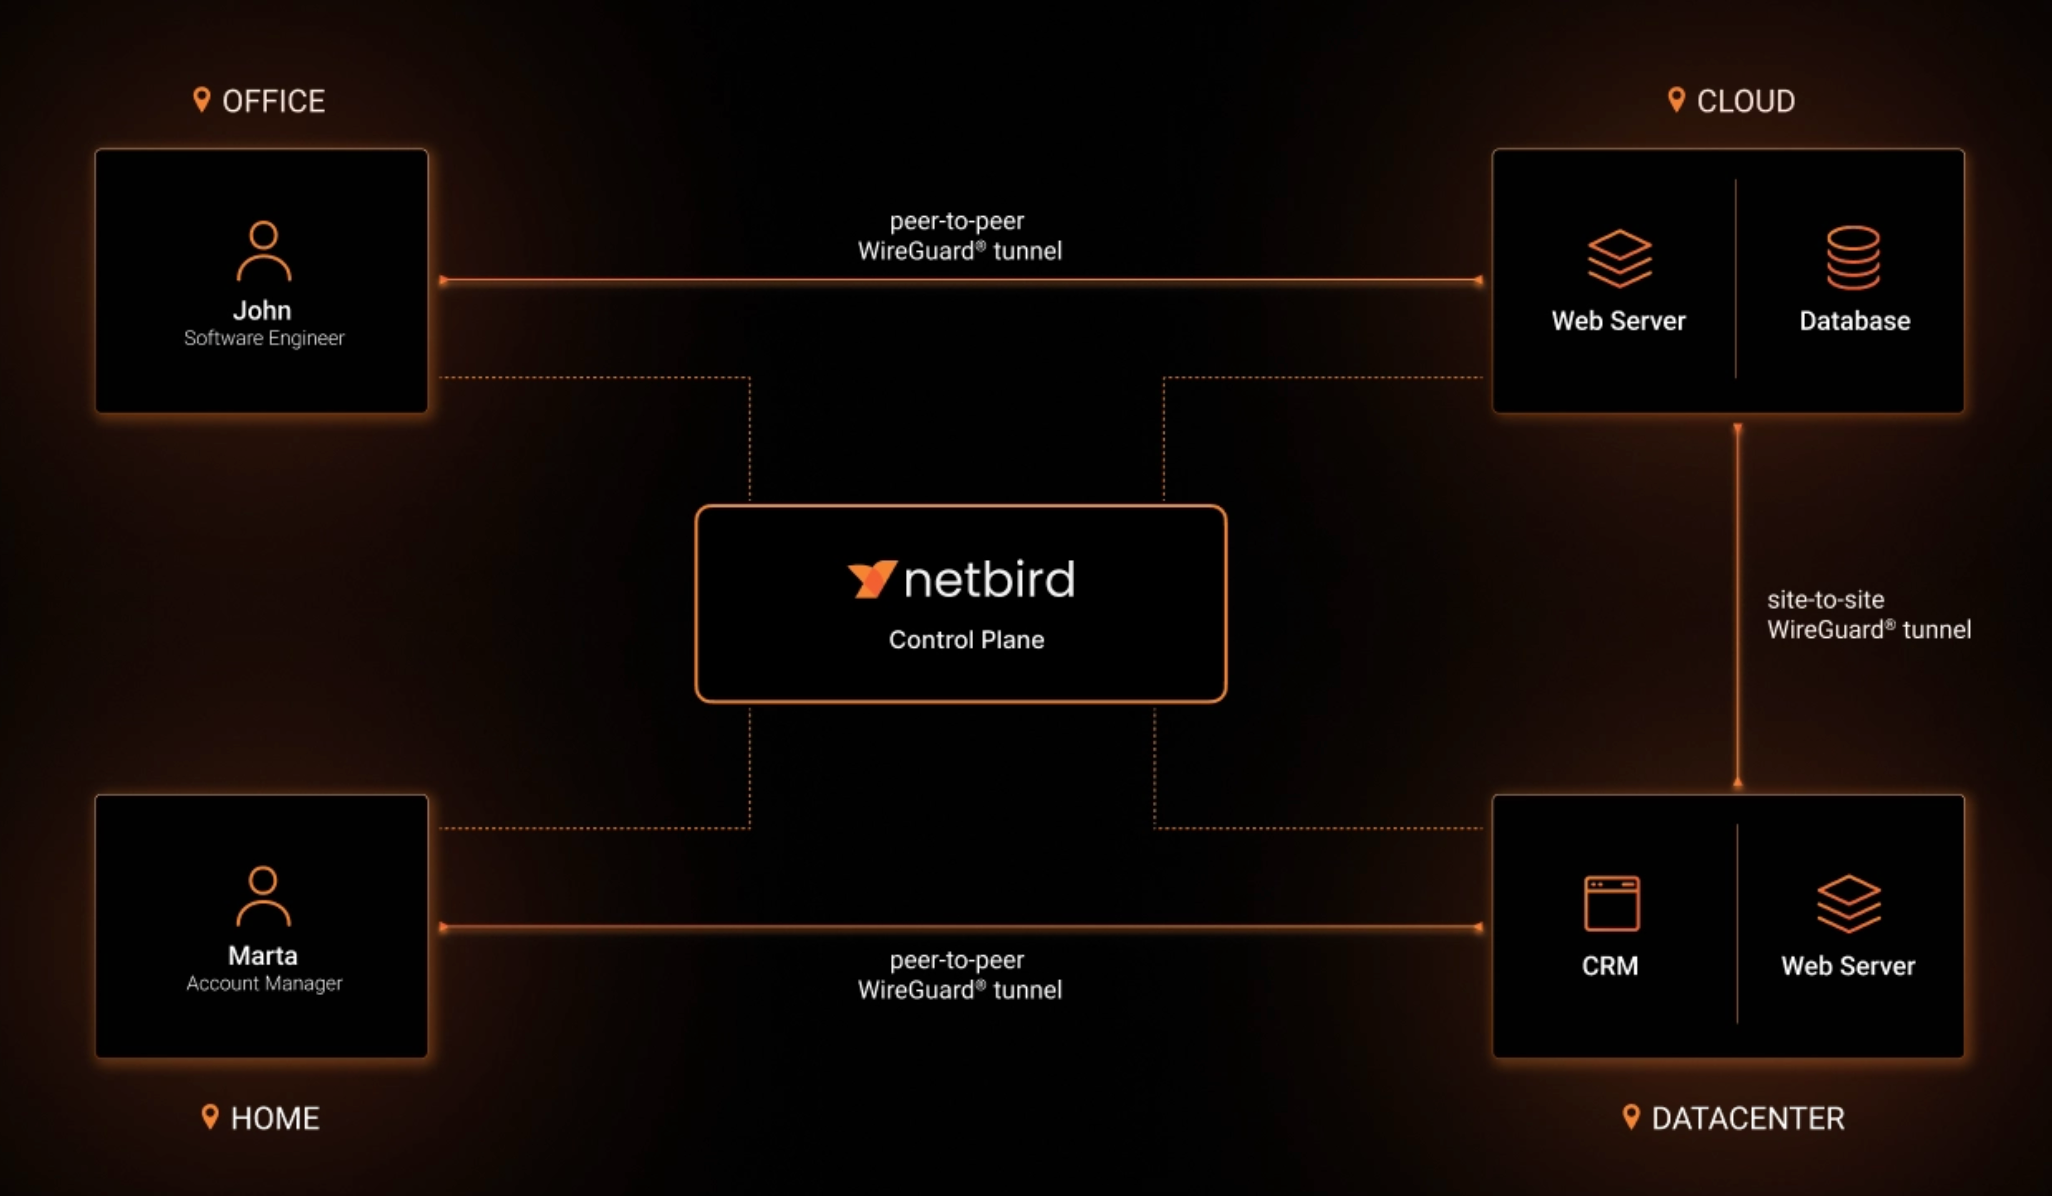 OFFICE
CLOUD
peer-to-peer
WireGuard® tunnel
John
Software Engineer
Web Server
Database
netbird
Control Plane
site-to-site
WireGuard® tunnel
Marta
Account Manager
peer-to-peer
WireGuard® tunnel
CRM
Web Server
HOME
DATACENTER